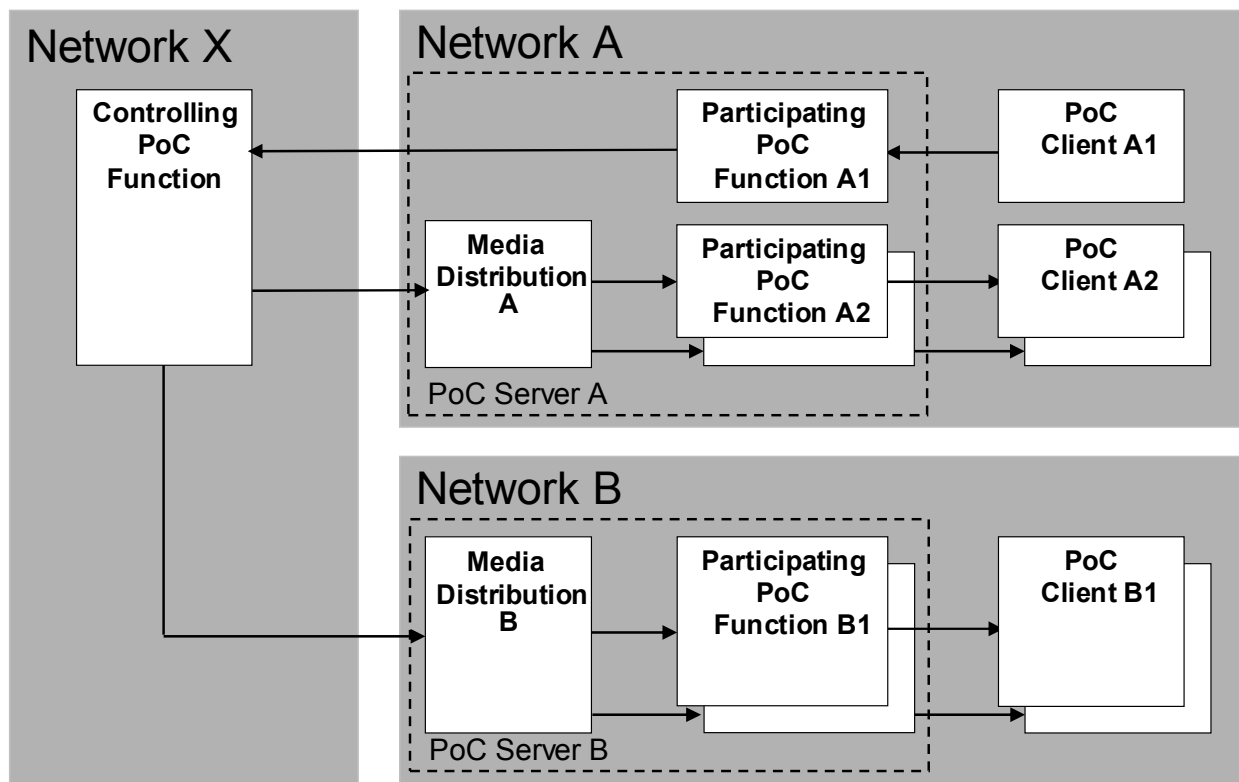 Network X
Controlling
PoC
Function
Network A
Participating
PoC
Function A1
PoC
Client A1
Media
Distribution
A
Participating
PoC
Function A2
PoC
Client A2
PoC Server A
Network B
Media
Distribution
B
Participating
PoC
Function B1
PoC
Client B1
PoC Server B